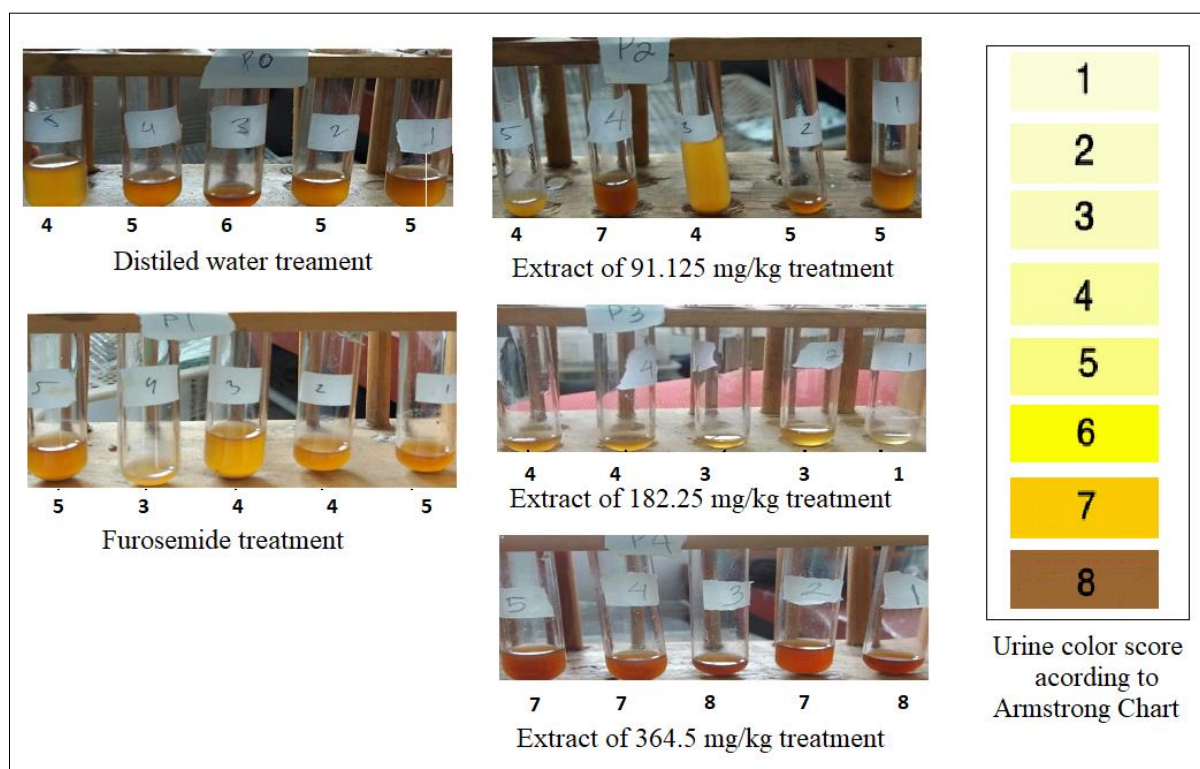 P0
5 4 3 2 1
4 5 6 5 5
Distiled water treament
P1
5 4 3 2 1
5 3 4 4 5
Furosemide treatment
P2
5 4 3 2 1
4 7 4 5 5
Extract of 91.125 mg/kg treatment
P3
4 2 1
4 4 3 3 1
Extract of 182.25 mg/kg treatment
P4
5 4 3 2 1
7 7 8 7 8
Extract of 364.5 mg/kg treatment
1
2
3
4
5
6
7
8
Urine color score
acording to
Armstrong Chart